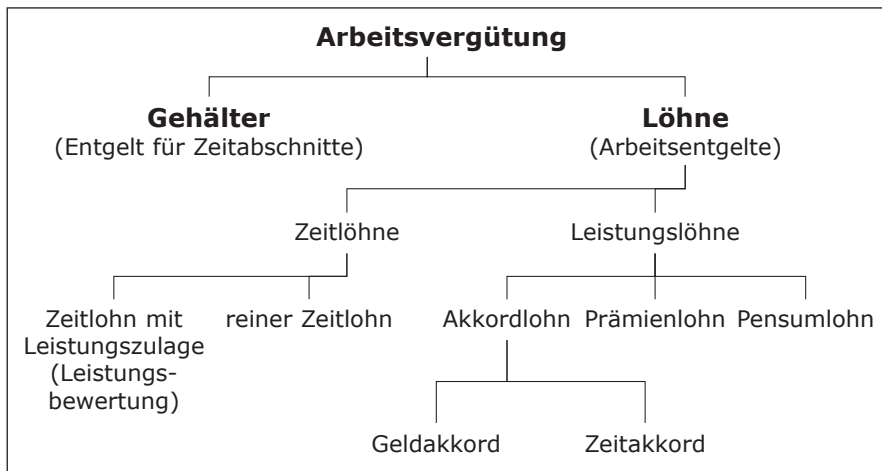 Arbeitsvergütung
Gehälter
(Entgelt für Zeitabschnitte)
Löhne
(Arbeitsentgelte)
Zeitlöhne
Leistungslöhne
Zeitlohn mit
Leistungszulage
(Leistungs-
bewertung)
reiner Zeitlohn
Akkordlohn
Prämienlohn
Pensumlohn
Geldakkord
Zeitakkord